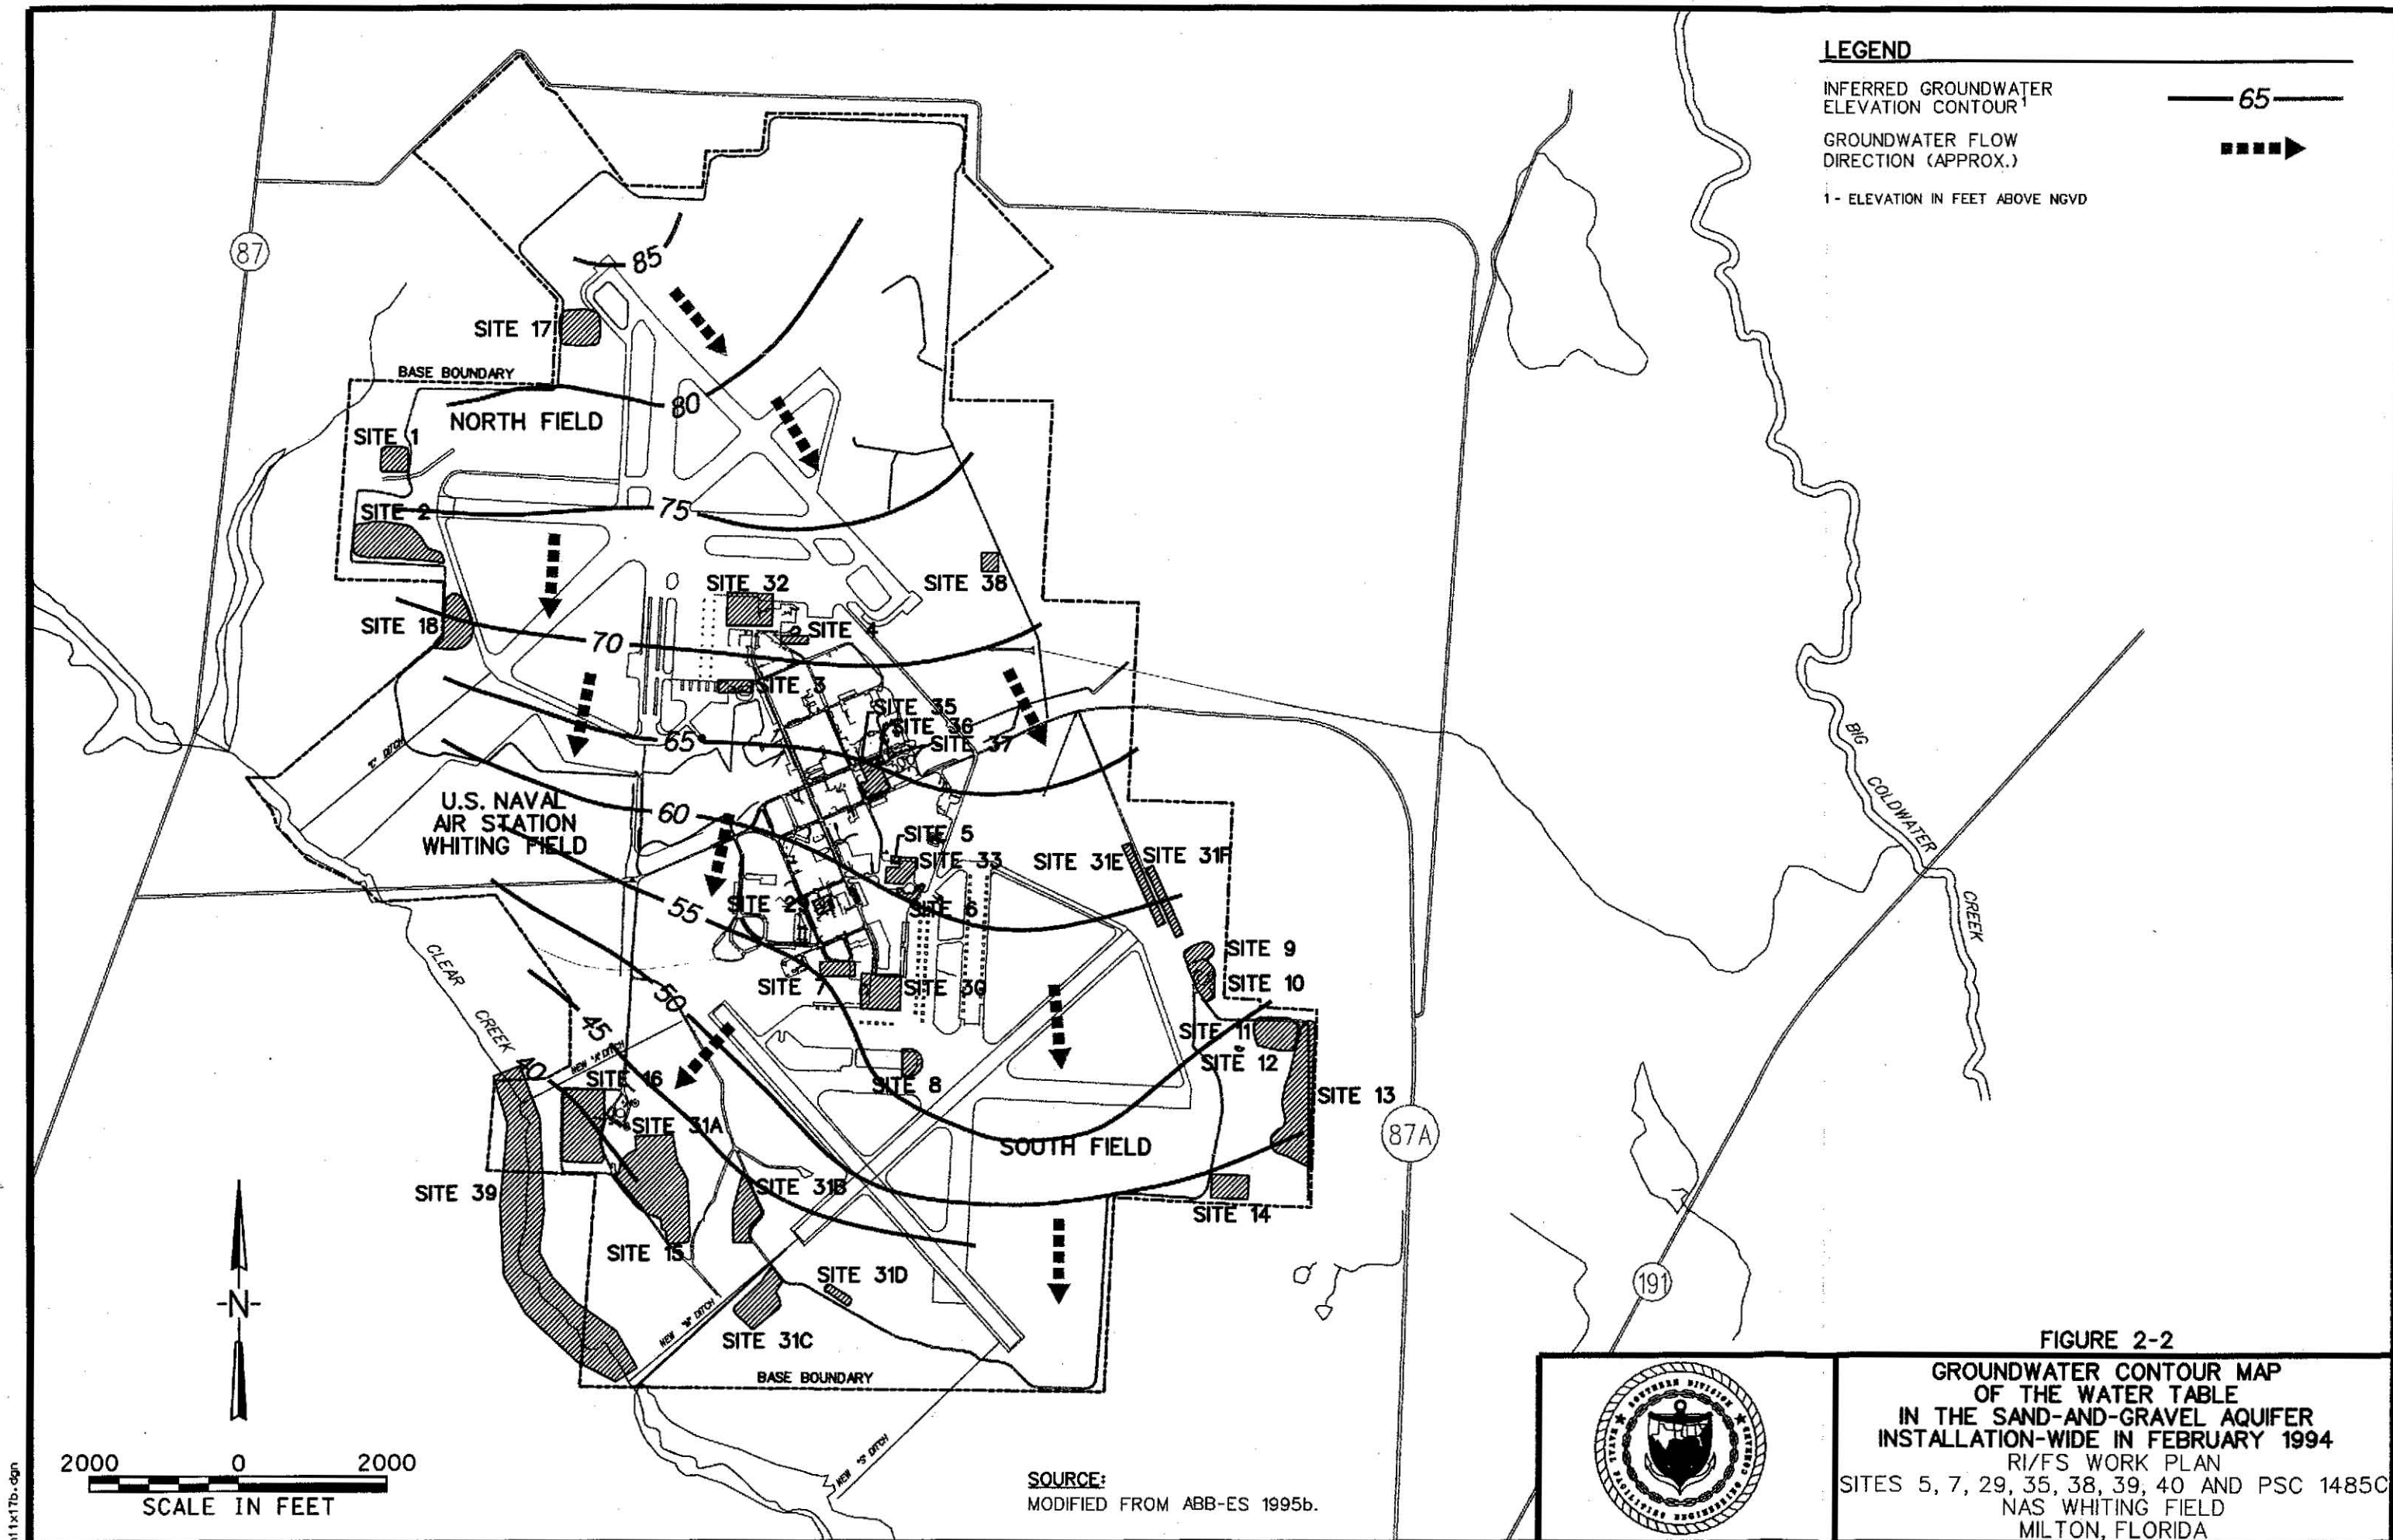 LEGEND
INFERRED GROUNDWATER
ELEVATION CONTOUR¹
65
GROUNDWATER FLOW
DIRECTION (APPROX.)
1 - ELEVATION IN FEET ABOVE NGVD
87
85
SITE 17
BASE BOUNDARY
80
NORTH FIELD
SITE 1
75
SITE 2
SITE 32
SITE 38
SITE 18
SITE 4
70
SITE 3
SITE 35
SITE 36
SITE 37
65
BIG
COLDWATER
CREEK
U.S. NAVAL
AIR STATION
WHITING FIELD
60
SITE 5
SITE 33
SITE 31E
SITE 31F
55
SITE 29
SITE 6
SITE 9
SITE 10
CLEAR
CREEK
SITE 7
SITE 30
50
45
SITE 11
SITE 12
40
NEW "A" DITCH
SITE 16
SITE 8
SITE 13
SITE 31A
87A
SOUTH FIELD
SITE 39
SITE 31B
SITE 14
SITE 15
SITE 31D
191
-N-
SITE 31C
BASE BOUNDARY
2000 0 2000
SCALE IN FEET
SOURCE:
MODIFIED FROM ABB-ES 1995b.
FIGURE 2-2
GROUNDWATER CONTOUR MAP
OF THE WATER TABLE
IN THE SAND-AND-GRAVEL AQUIFER
INSTALLATION-WIDE IN FEBRUARY 1994
RI/FS WORK PLAN
SITES 5, 7, 29, 35, 38, 39, 40 AND PSC 1485C
NAS WHITING FIELD
MILTON, FLORIDA
SOUTHERN DIVISION